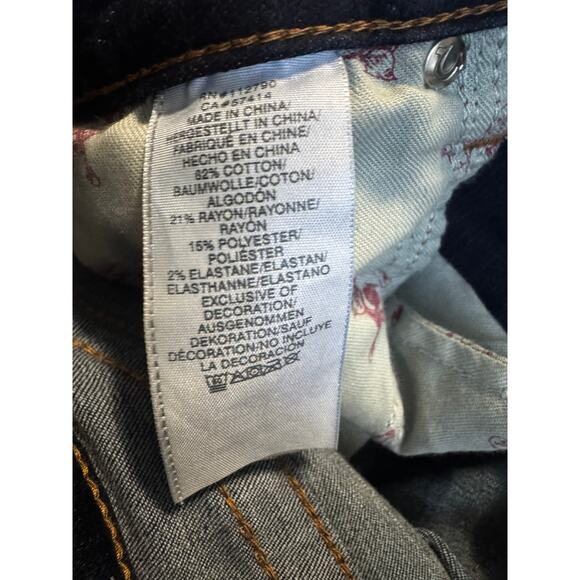 RN#112790
CA#57414
MADE IN CHINA/
HERGESTELLT IN CHINA/
FABRIQUÉ EN CHINE/
HECHO EN CHINA
62% COTTON/
BAUMWOLLE/COTON/
ALGODÓN
21% RAYON/RAYONNE/
RAYÓN
15% POLYESTER/
POLIÉSTER
2% ELASTANE/ELASTAN/
ELASTHANNE/ELASTANO
EXCLUSIVE OF
DECORATION/
AUSGENOMMEN
DEKORATION/SAUF
DÉCORATION/NO INCLUYE
LA DECORACIÓN